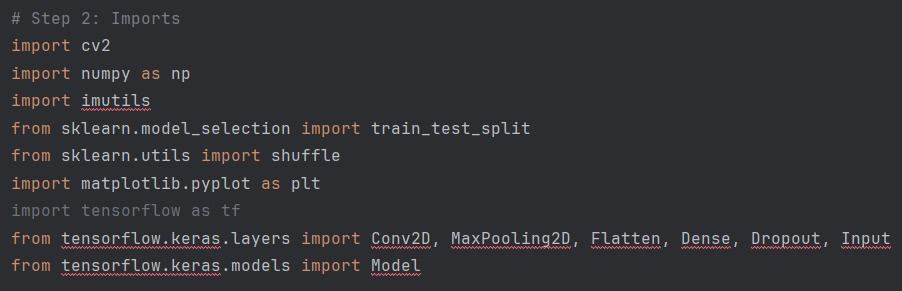 # Step 2: Imports
import cv2
import numpy as np
import imutils
from sklearn.model_selection import train_test_split
from sklearn.utils import shuffle
import matplotlib.pyplot as plt
import tensorflow as tf
from tensorflow.keras.layers import Conv2D, MaxPooling2D, Flatten, Dense, Dropout, Input
from tensorflow.keras.models import Model